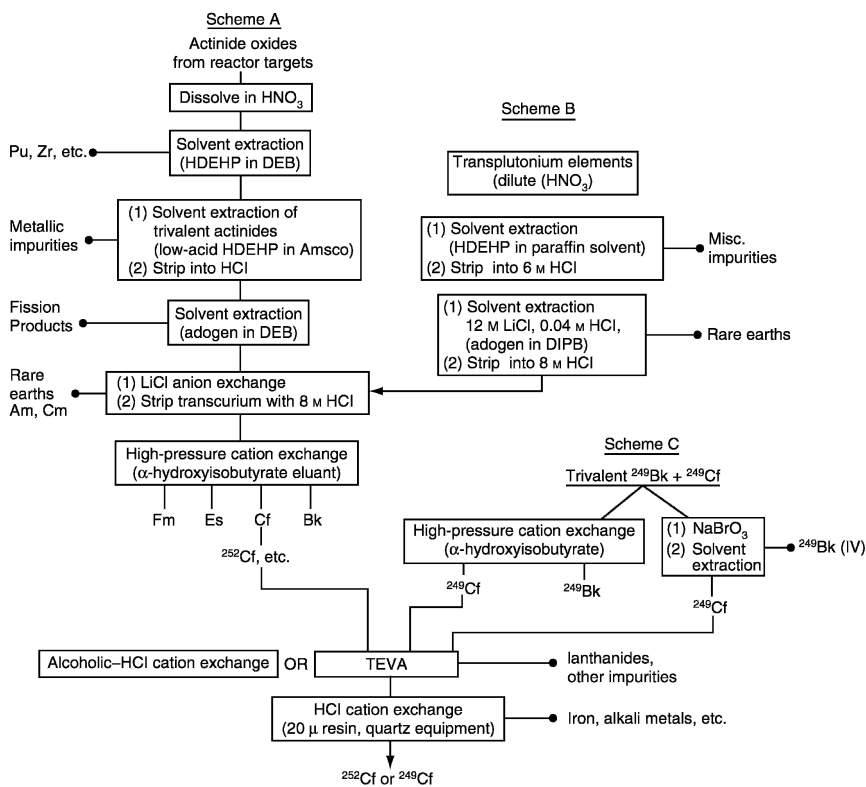 Scheme A
Actinide oxides
from reactor targets
Dissolve in HNO₃
Pu, Zr, etc.
Solvent extraction
(HDEHP in DEB)
Metallic
impurities
(1) Solvent extraction of
trivalent actinides
(low-acid HDEHP in Amsco)
(2) Strip into HCl
Fission
Products
Solvent extraction
(adogen in DEB)
Rare
earths
Am, Cm
(1) LiCl anion exchange
(2) Strip transcurium with 8 M HCl
High-pressure cation exchange
(α-hydroxyisobutyrate eluant)
Fm Es Cf Bk
²⁵²Cf, etc.
Scheme B
Transplutonium elements
(dilute (HNO₃)
(1) Solvent extraction
(HDEHP in paraffin solvent)
(2) Strip into 6 M HCl
Misc.
impurities
(1) Solvent extraction
12 M LiCl, 0.04 M HCl,
(adogen in DIPB)
(2) Strip into 8 M HCl
Rare earths
Scheme C
Trivalent ²⁴⁹Bk + ²⁴⁹Cf
High-pressure cation exchange
(α-hydroxyisobutyrate)
²⁴⁹Cf
²⁴⁹Bk
(1) NaBrO₃
(2) Solvent
extraction
²⁴⁹Bk (IV)
²⁴⁹Cf
Alcoholic–HCl cation exchange
OR
TEVA
lanthanides,
other impurities
HCl cation exchange
(20 μ resin, quartz equipment)
Iron, alkali metals, etc.
²⁵²Cf or ²⁴⁹Cf